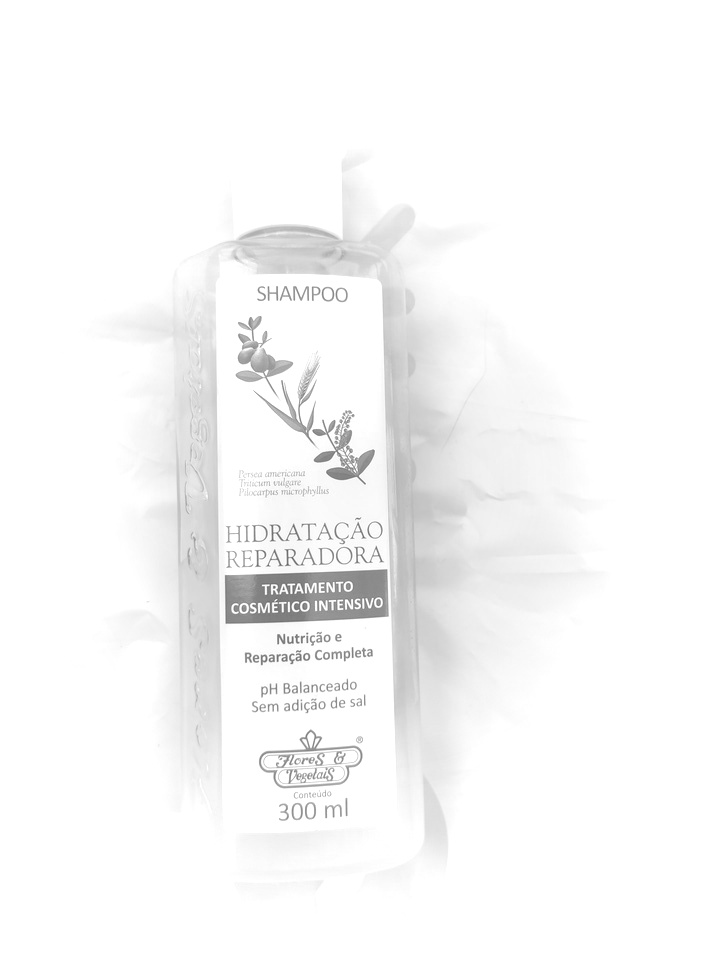 SHAMPOO
Persea americana
Triticum vulgare
Pilocarpus microphyllus
HIDRATAÇÃO
REPARADORA
TRATAMENTO
COSMÉTICO INTENSIVO
Nutrição e
Reparação Completa
pH Balanceado
Sem adição de sal
FloreS &
VegetaiS
®
Conteúdo
300 ml